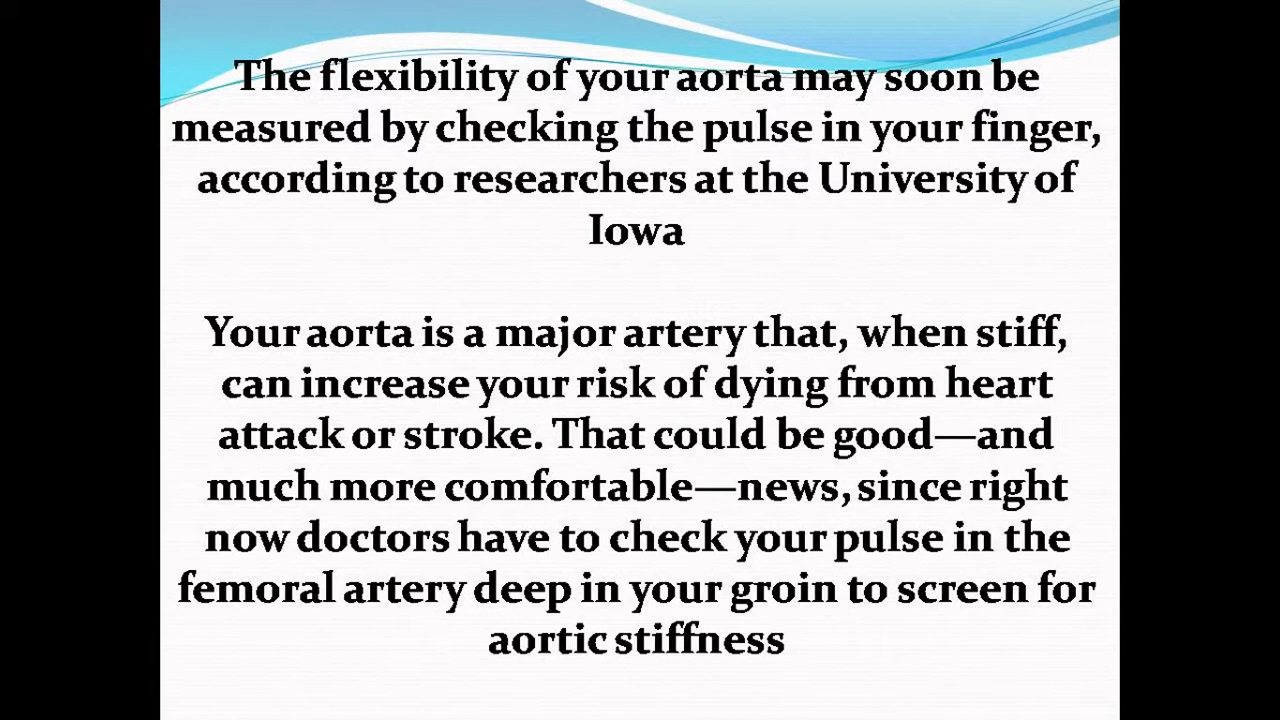 The flexibility of your aorta may soon be
measured by checking the pulse in your finger,
according to researchers at the University of
Iowa
Your aorta is a major artery that, when stiff,
can increase your risk of dying from heart
attack or stroke. That could be good—and
much more comfortable—news, since right
now doctors have to check your pulse in the
femoral artery deep in your groin to screen for
aortic stiffness